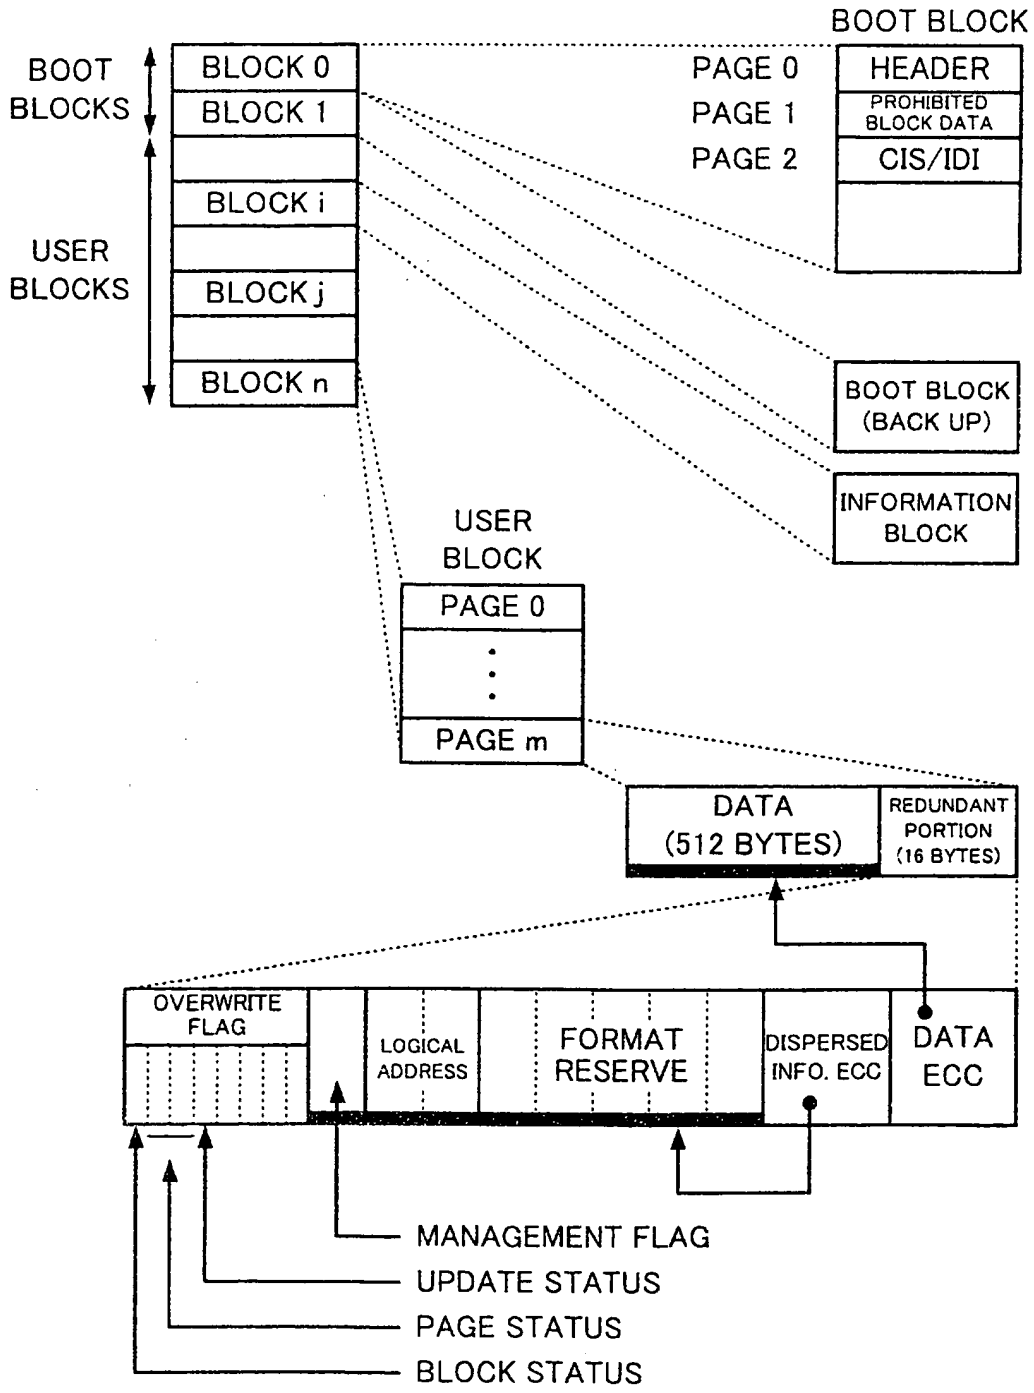 BOOT BLOCK
BOOT
BLOCKS
BLOCK 0
BLOCK 1
BLOCK i
BLOCK j
BLOCK n
USER
BLOCKS
PAGE 0
HEADER
PAGE 1
PROHIBITED
BLOCK DATA
PAGE 2
CIS/IDI
BOOT BLOCK
(BACK UP)
INFORMATION
BLOCK
USER
BLOCK
PAGE 0
PAGE m
DATA
(512 BYTES)
REDUNDANT
PORTION
(16 BYTES)
OVERWRITE
FLAG
LOGICAL
ADDRESS
FORMAT
RESERVE
DISPERSED
INFO. ECC
DATA
ECC
MANAGEMENT FLAG
UPDATE STATUS
PAGE STATUS
BLOCK STATUS